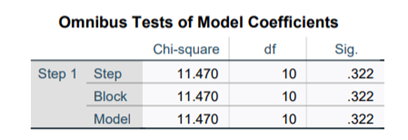 Omnibus Tests of Model Coefficients
Chi-square df Sig.
Step 1 Step 11.470 10 .322
Block 11.470 10 .322
Model 11.470 10 .322